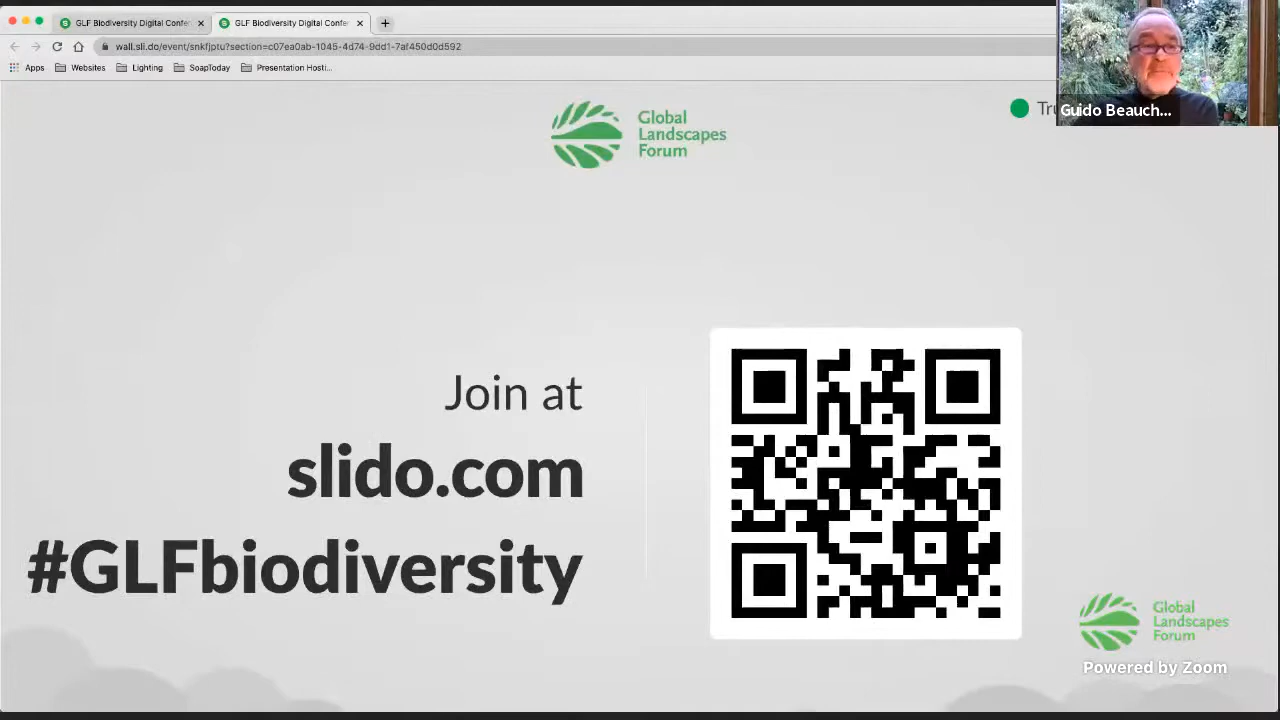 GLF Biodiversity Digital Confer
GLF Biodiversity Digital Confer
wall.sli.do/event/snkfjptu?section=c07ea0ab-1045-4d74-9dd1-7af450d0d592
Apps Websites Lighting SoapToday Presentation Hosti...
Guido Beauch...
Global
Landscapes
Forum
Join at
slido.com
#GLFbiodiversity
Global
Landscapes
Forum
Powered by Zoom